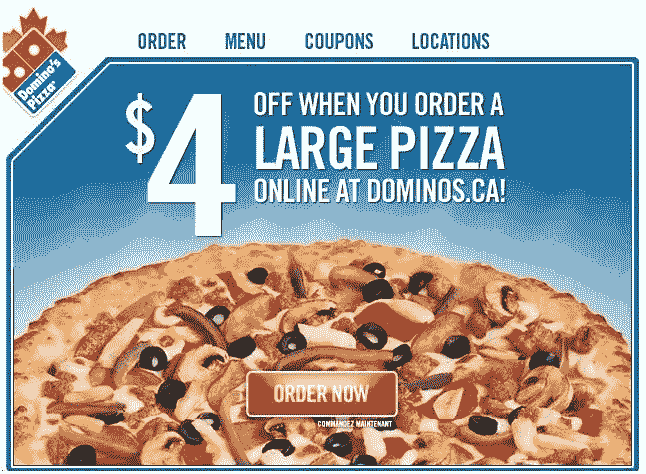 Domino's
Pizza
ORDER MENU COUPONS LOCATIONS
$4 OFF WHEN YOU ORDER A
LARGE PIZZA
ONLINE AT DOMINOS.CA!
ORDER NOW
COMMANDEZ MAINTENANT